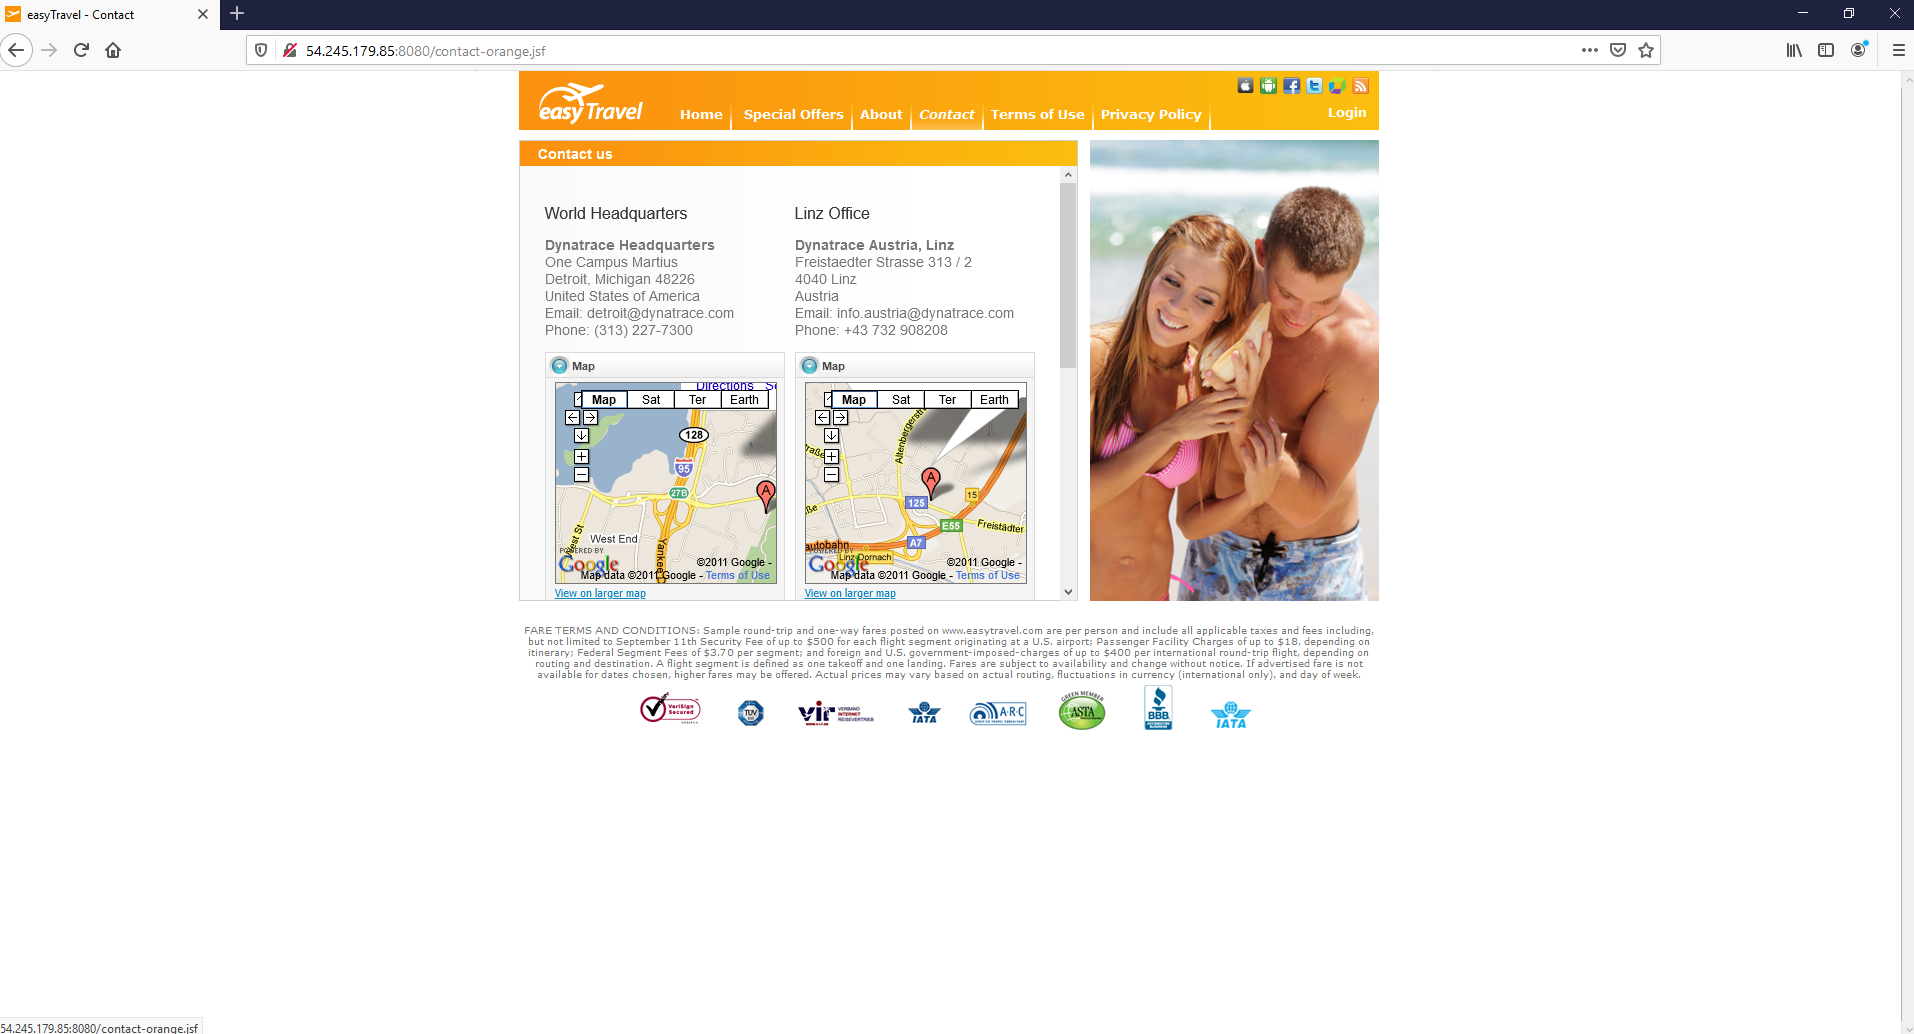 easyTravel - Contact
54.245.179.85:8080/contact-orange.jsf
easyTravel
Home
Special Offers
About
Contact
Terms of Use
Privacy Policy
Login
Contact us
World Headquarters
Dynatrace Headquarters
One Campus Martius
Detroit, Michigan 48226
United States of America
Email: detroit@dynatrace.com
Phone: (313) 227-7300
Linz Office
Dynatrace Austria, Linz
Freistaedter Strasse 313 / 2
4040 Linz
Austria
Email: info.austria@dynatrace.com
Phone: +43 732 908208
Map
Directions
Map Sat Ter Earth
128
95
27B
A
West St
West End
Yankee D
POWERED BY
Google
©2011 Google -
Map data ©2011 Google - Terms of Use
View on larger map
Map
Map Sat Ter Earth
Altenbergerstr
raße
A
125
15
E55
Freistädter
A7
autobahn
Linz-Dornach
POWERED BY
Google
©2011 Google -
Map data ©2011 Google - Terms of Use
View on larger map
FARE TERMS AND CONDITIONS: Sample round-trip and one-way fares posted on www.easytravel.com are per person and include all applicable taxes and fees including,
but not limited to September 11th Security Fee of up to $500 for each flight segment originating at a U.S. airport; Passenger Facility Charges of up to $18, depending on
itinerary; Federal Segment Fees of $3.70 per segment; and foreign and U.S. government-imposed-charges of up to $400 per international round-trip flight, depending on
routing and destination. A flight segment is defined as one takeoff and one landing. Fares are subject to availability and change without notice. If advertised fare is not
available for dates chosen, higher fares may be offered. Actual prices may vary based on actual routing, fluctuations in currency (international only), and day of week.
VeriSign
Secured
TÜV
vir
VERBAND
INTERNET
REISEVERTRIEB
IATA
A·R·C
GREEN MEMBER
ASTA
BBB
ACCREDITED
BUSINESS
IATA
54.245.179.85:8080/contact-orange.jsf